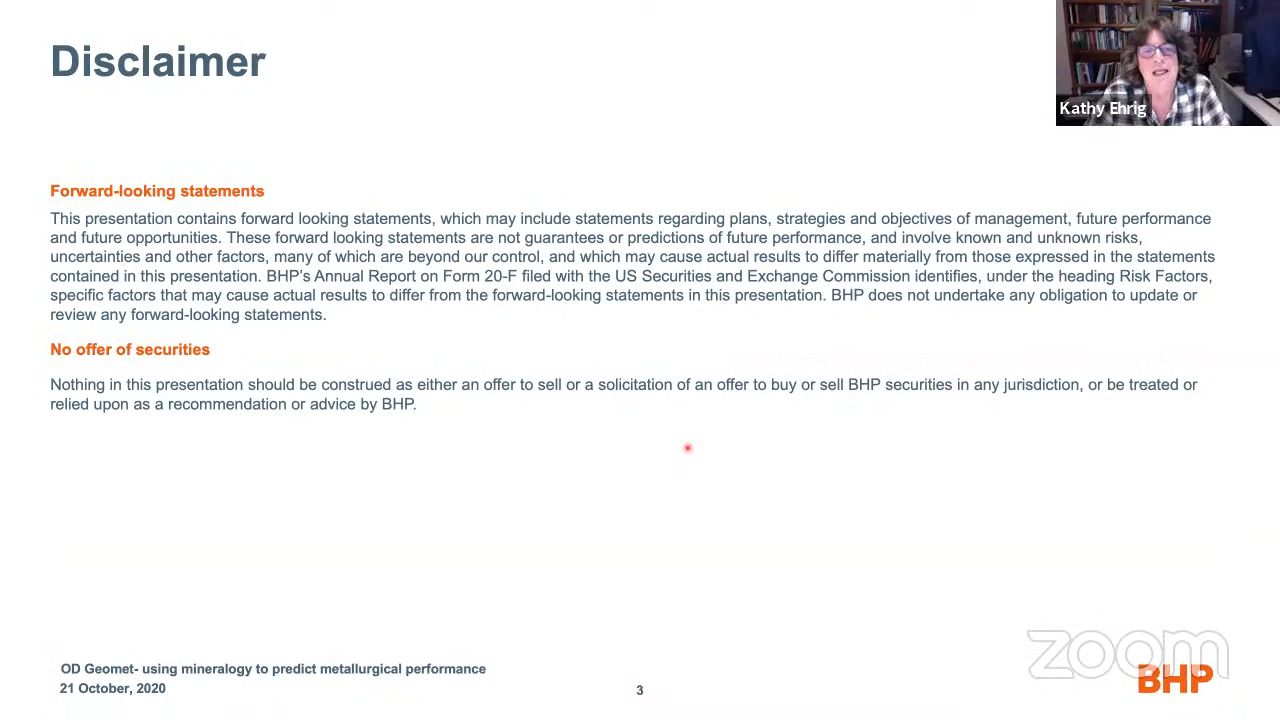 Disclaimer
Kathy Ehrig
Forward-looking statements
This presentation contains forward looking statements, which may include statements regarding plans, strategies and objectives of management, future performance
and future opportunities. These forward looking statements are not guarantees or predictions of future performance, and involve known and unknown risks,
uncertainties and other factors, many of which are beyond our control, and which may cause actual results to differ materially from those expressed in the statements
contained in this presentation. BHP's Annual Report on Form 20-F filed with the US Securities and Exchange Commission identifies, under the heading Risk Factors,
specific factors that may cause actual results to differ from the forward-looking statements in this presentation. BHP does not undertake any obligation to update or
review any forward-looking statements.
No offer of securities
Nothing in this presentation should be construed as either an offer to sell or a solicitation of an offer to buy or sell BHP securities in any jurisdiction, or be treated or
relied upon as a recommendation or advice by BHP.
OD Geomet- using mineralogy to predict metallurgical performance
21 October, 2020
3
zoom
BHP